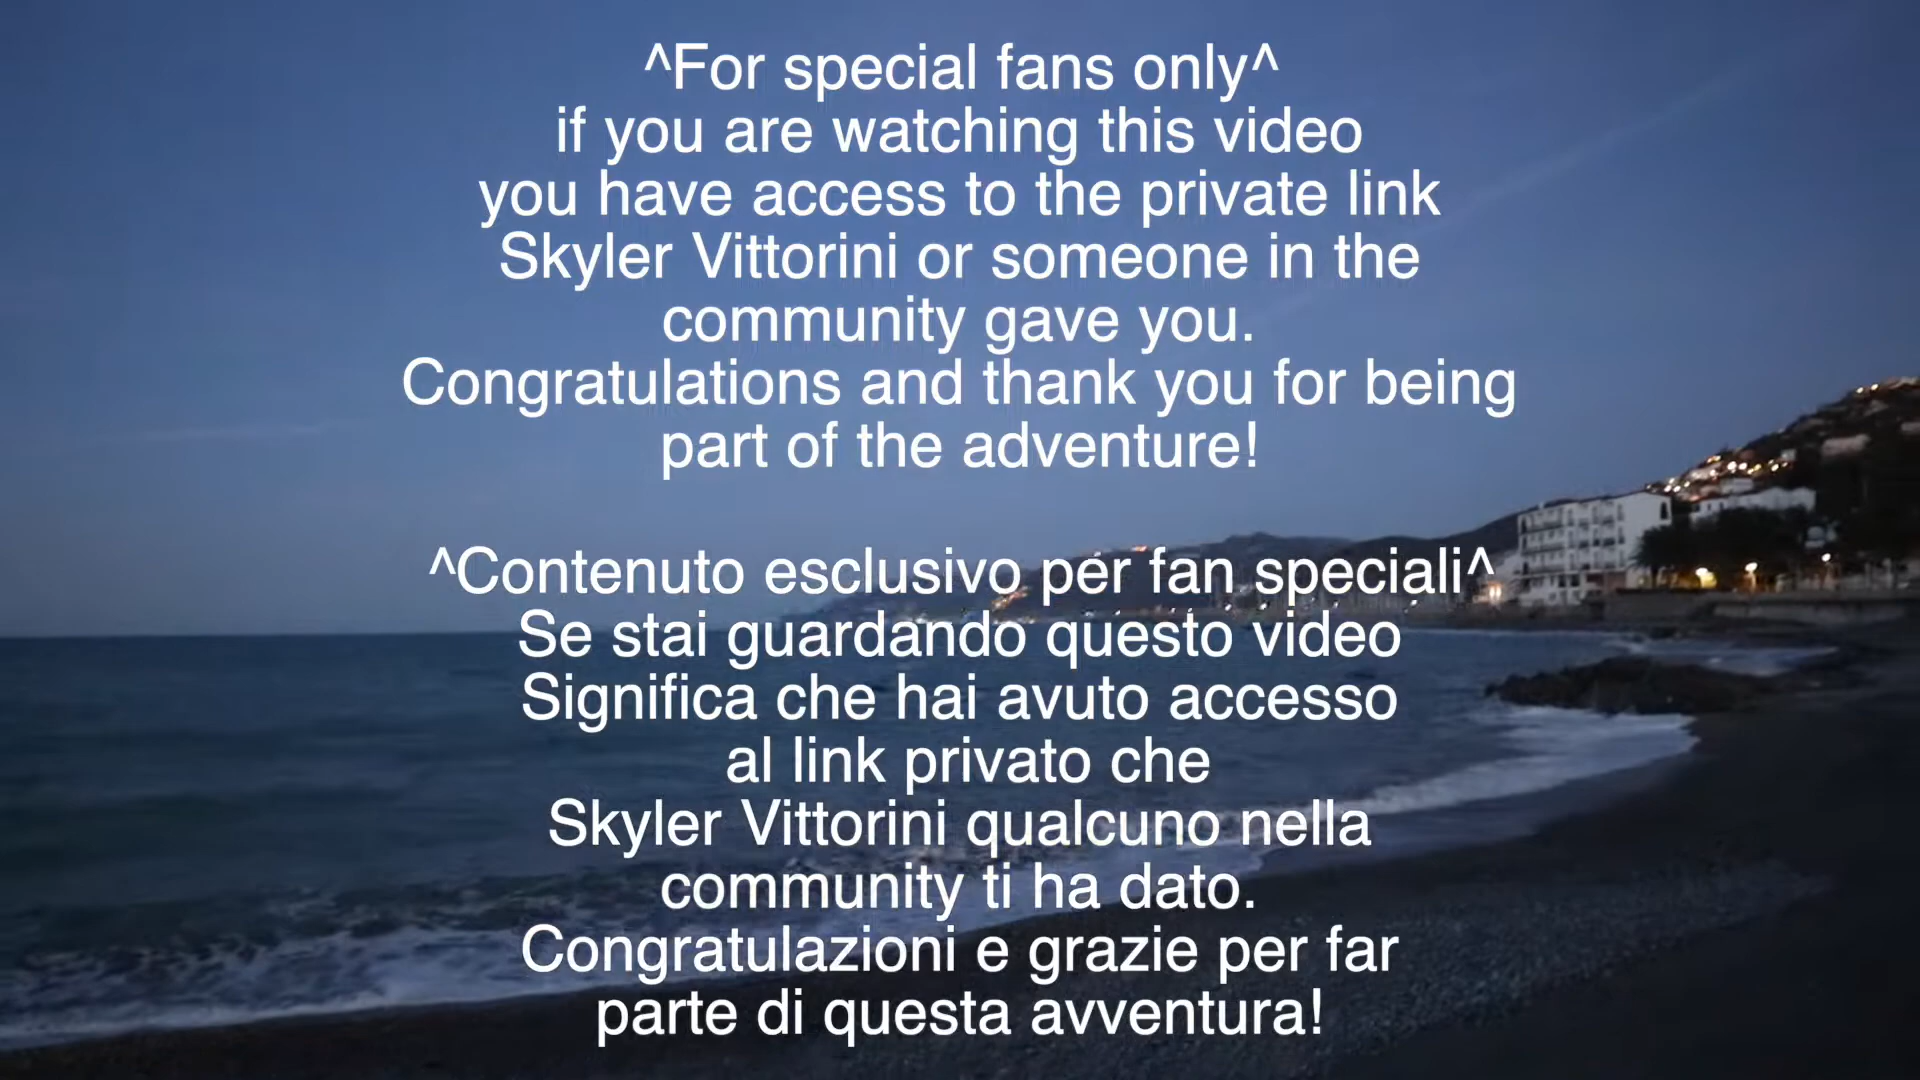 ^For special fans only^
if you are watching this video
you have access to the private link
Skyler Vittorini or someone in the
community gave you.
Congratulations and thank you for being
part of the adventure!
^Contenuto esclusivo per fan speciali^
Se stai guardando questo video
Significa che hai avuto accesso
al link privato che
Skyler Vittorini qualcuno nella
community ti ha dato.
Congratulazioni e grazie per far
parte di questa avventura!